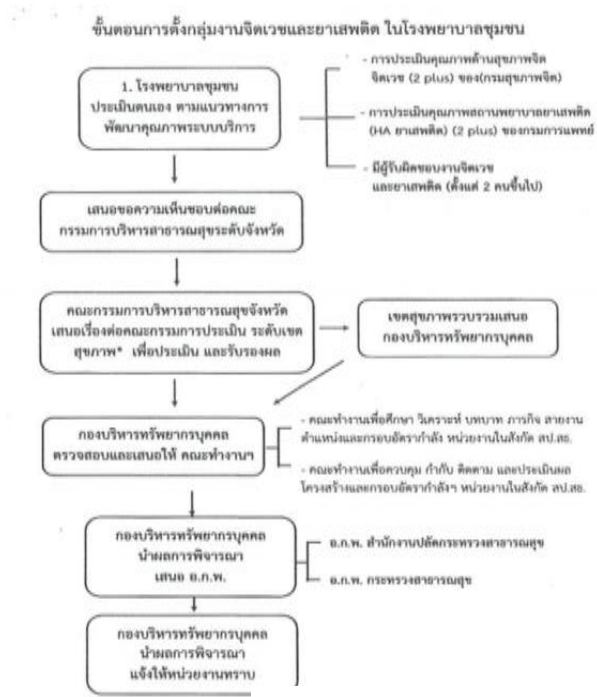 ขั้นตอนการตั้งกลุ่มงานจิตเวชและยาเสพติด ในโรงพยาบาลชุมชน
1. โรงพยาบาลชุมชน
ประเมินตนเอง ตามแนวทางการ
พัฒนาคุณภาพระบบบริการ
- การประเมินคุณภาพด้านสุขภาพจิต
จิตเวช (2 plus) ของ(กรมสุขภาพจิต)
- การประเมินคุณภาพสถานพยาบาลยาเสพติด
(HA ยาเสพติด) (2 plus) ของกรมการแพทย์
- มีผู้รับผิดชอบงานจิตเวช
และยาเสพติด (ตั้งแต่ 2 คนขึ้นไป)
เสนอขอความเห็นชอบต่อคณะ
กรรมการบริหารสาธารณสุขระดับจังหวัด
คณะกรรมการบริหารสาธารณสุขจังหวัด
เสนอเรื่องต่อคณะกรรมการประเมิน ระดับเขต
สุขภาพ* เพื่อประเมิน และรับรองผล
เขตสุขภาพรวบรวมเสนอ
กองบริหารทรัพยากรบุคคล
กองบริหารทรัพยากรบุคคล
ตรวจสอบและเสนอให้ คณะทำงานฯ
- คณะทำงานเพื่อศึกษา วิเคราะห์ บทบาท ภารกิจ สายงาน
ตำแหน่งและกรอบอัตรากำลัง หน่วยงานในสังกัด สป.สธ.
- คณะทำงานเพื่อควบคุม กำกับ ติดตาม และประเมินผล
โครงสร้างและกรอบอัตรากำลังฯ หน่วยงานในสังกัด สป.สธ.
กองบริหารทรัพยากรบุคคล
นำผลการพิจารณา
เสนอ อ.ก.พ.
อ.ก.พ. สำนักงานปลัดกระทรวงสาธารณสุข
อ.ก.พ. กระทรวงสาธารณสุข
กองบริหารทรัพยากรบุคคล
นำผลการพิจารณา
แจ้งให้หน่วยงานทราบ